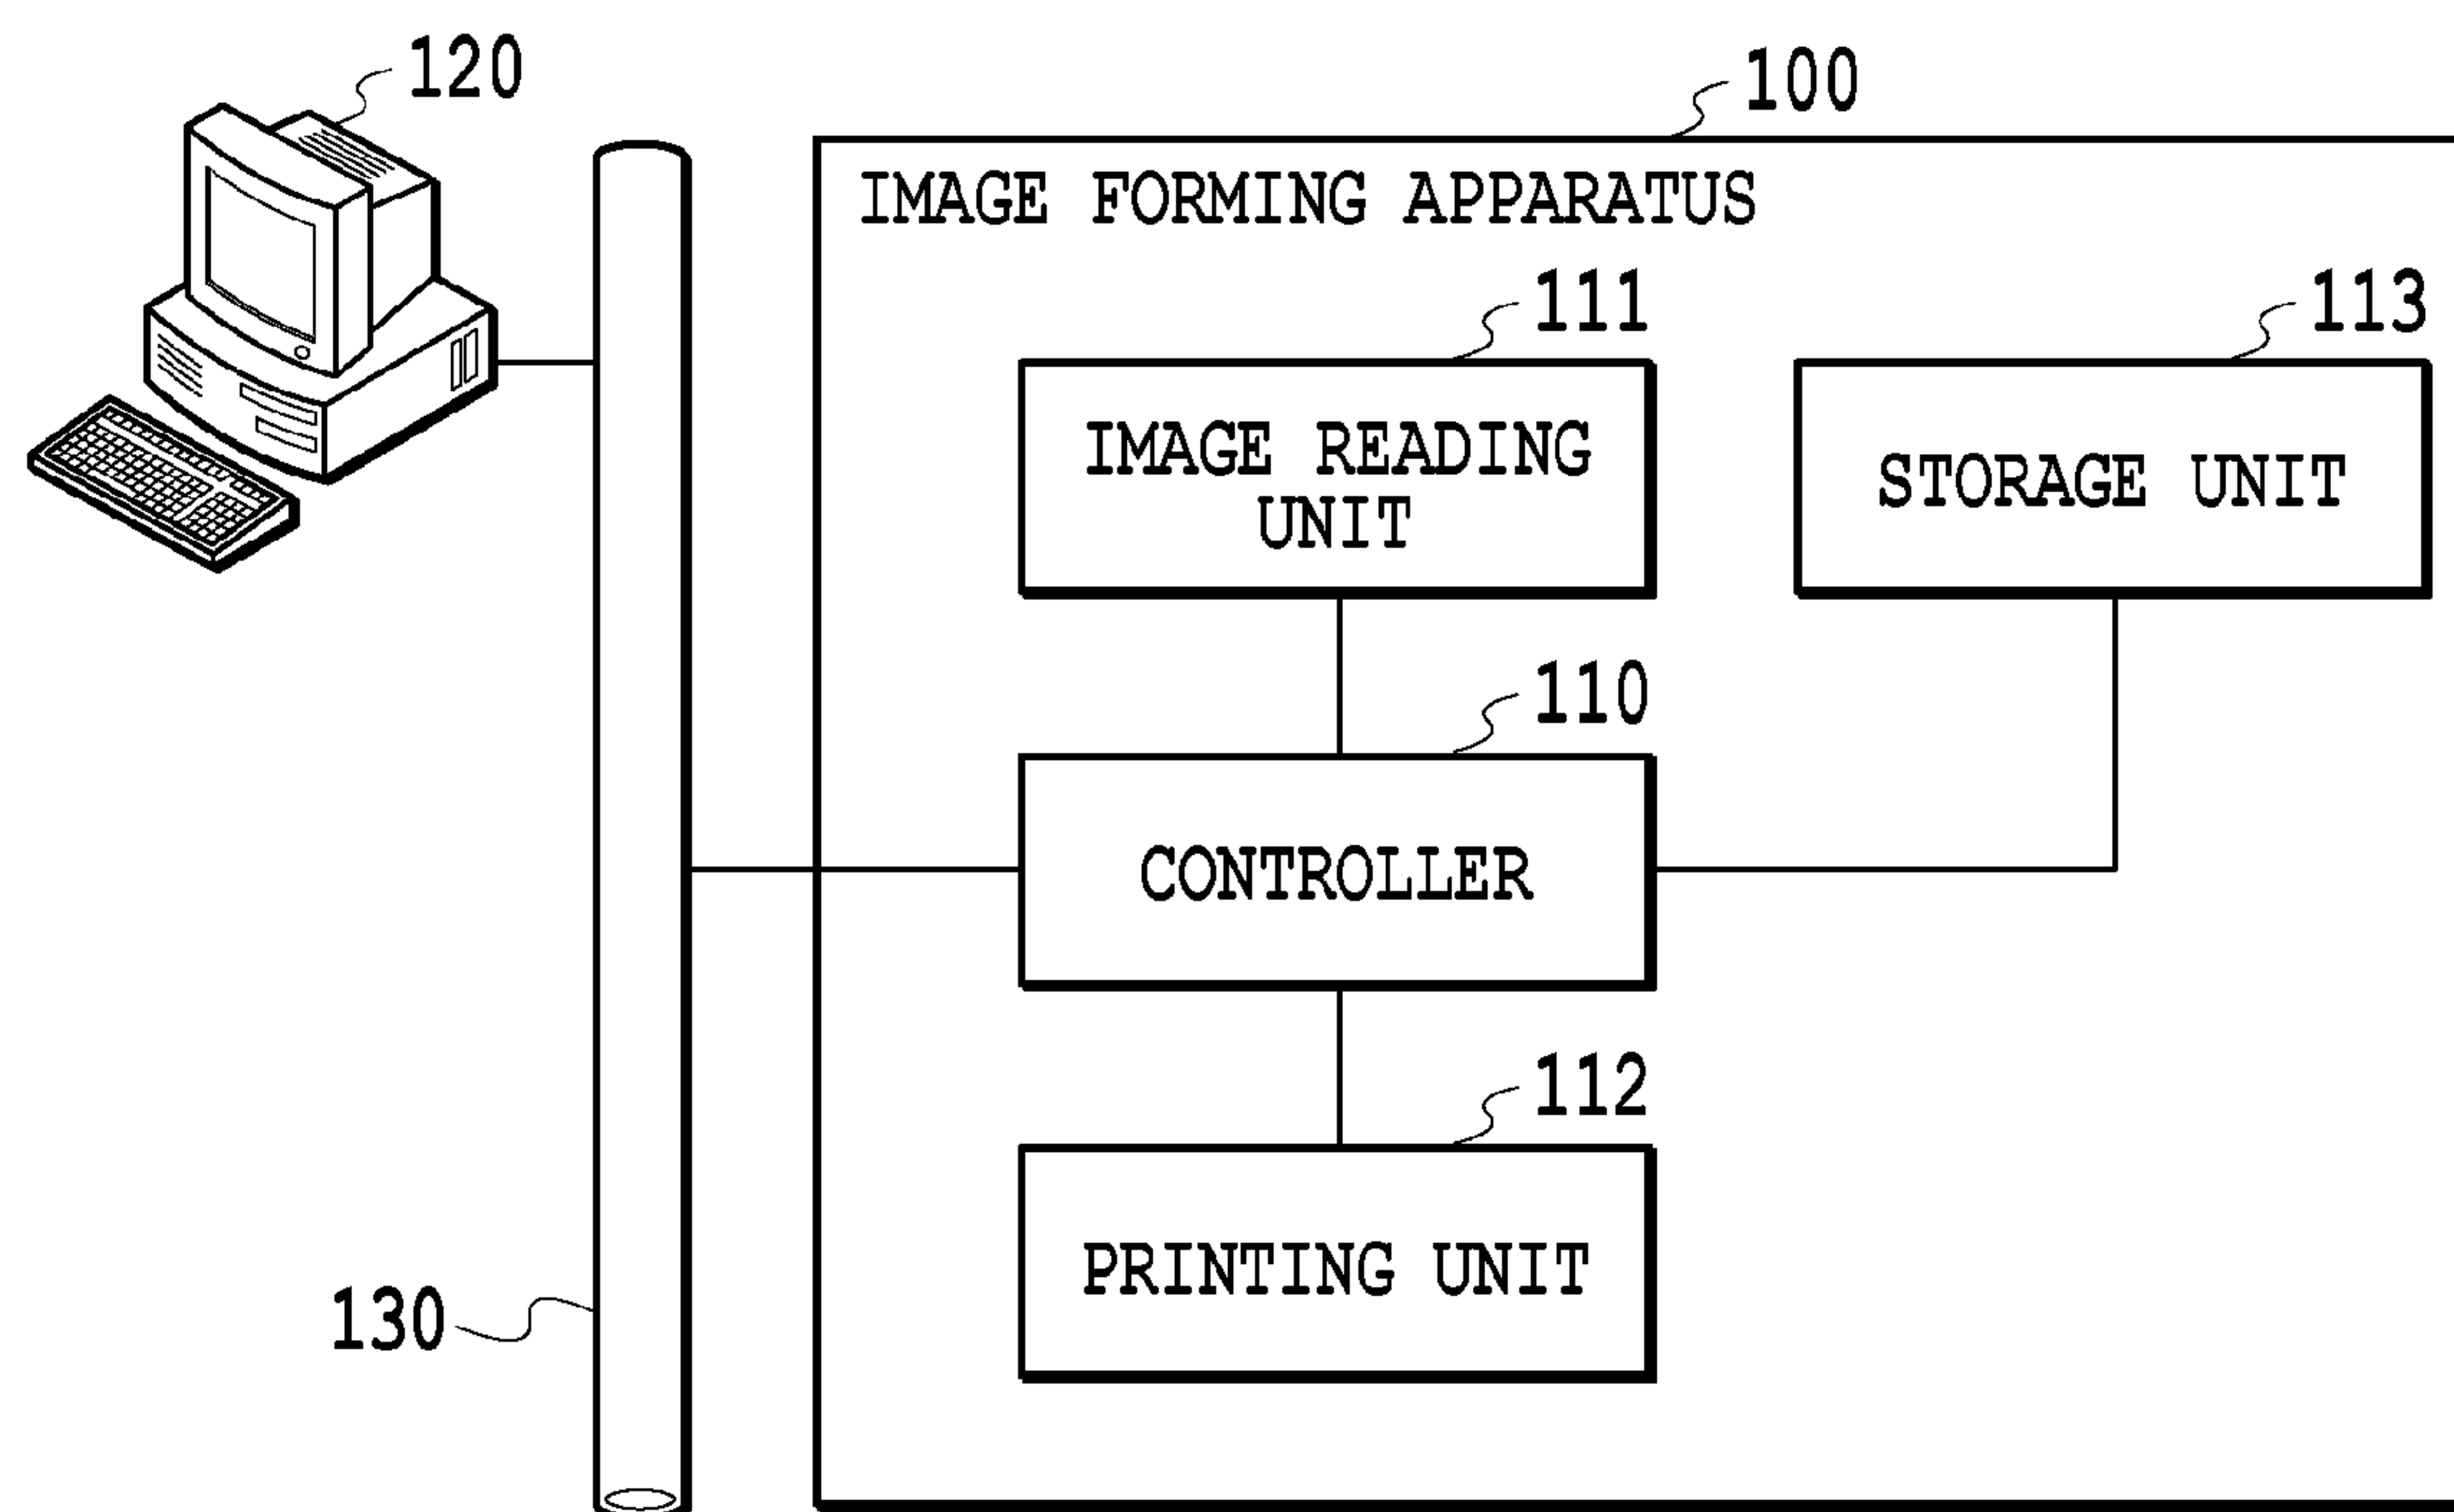 120
100
IMAGE FORMING APPARATUS
111
113
IMAGE READING
UNIT
STORAGE UNIT
110
CONTROLLER
112
PRINTING UNIT
130